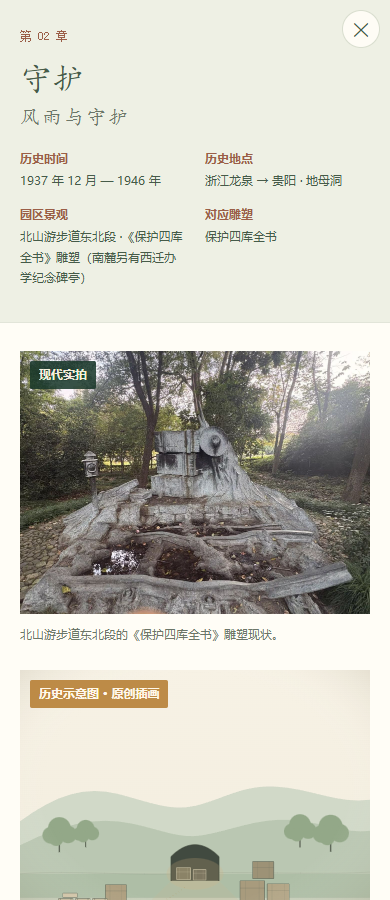 第 02 章
守护
风雨与守护
历史时间
1937 年 12 月 — 1946 年
历史地点
浙江龙泉 → 贵阳 · 地母洞
园区景观
北山游步道东北段 ·《保护四库
全书》雕塑（南麓另有西迁办
学纪念碑亭）
对应雕塑
保护四库全书
现代实拍
北山游步道东北段的《保护四库全书》雕塑现状。
历史示意图 · 原创插画